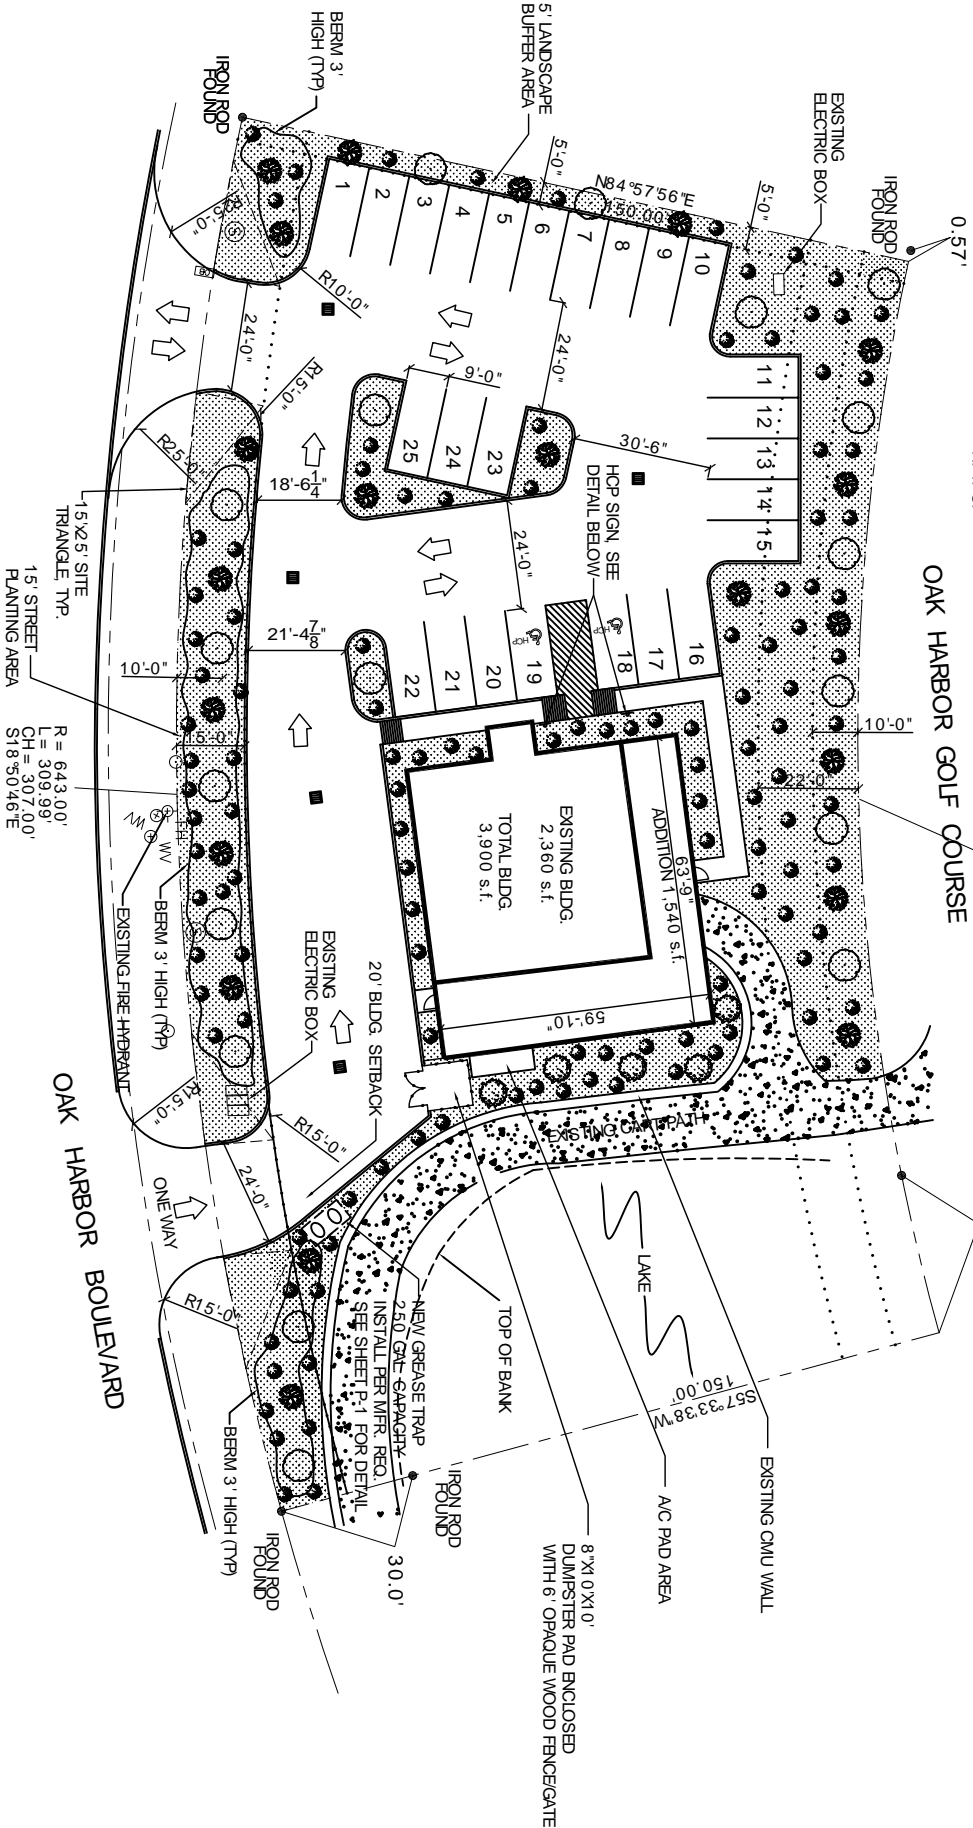 0.57'
IRON ROD
FOUND
EXISTING
ELECTRIC BOX
5'-0"
N84°57'56"E
150.00'
5'-0"
5' LANDSCAPE
BUFFER AREA
BERM 3'
HIGH (TYP)
IRON ROD
FOUND
OAK HARBOR GOLF COURSE
10'-0"
22'-0"
1
2
3
4
5
6
7
8
9
10
11
12
13
14
15
16
17
18
19
20
21
22
23
24
25
R25'-0"
R10'-0"
24'-0"
R15'-0"
24'-0"
9'-0"
30'-6"
HCP SIGN, SEE
DETAIL BELOW
24'-0"
HCP
HCP
18'-6 1/4"
21'-4 7/8"
R25'-0"
15'x25' SITE
TRIANGLE, TYP.
15' STREET
PLANTING AREA
10'-0"
15'-0"
R = 643.00'
L = 309.99'
CH = 307.00'
S18°50'46"E
WV
WV
BERM 3' HIGH (TYP)
EXISTING FIRE HYDRANT
EXISTING BLDG.
2,360 s.f.
TOTAL BLDG.
3,900 s.f.
ADDITION 1,540 s.f.
63'-9"
59'-10"
EXISTING
ELECTRIC BOX
20' BLDG. SETBACK
R15'-0"
R15'-0"
24'-0"
ONE WAY
R15'-0"
OAK HARBOR BOULEVARD
EXISTING CART PATH
LAKE
TOP OF BANK
NEW GREASE TRAP
250 GAL. CAPACITY
INSTALL PER MFR. REQ.
SEE SHEET P-1 FOR DETAIL
S57°33'38"W
150.00'
EXISTING CMU WALL
A/C PAD AREA
8"X10'X10'
DUMPSTER PAD ENCLOSED
WITH 6' OPAQUE WOOD FENCE/GATE
IRON ROD
FOUND
30.0'
IRON ROD
FOUND
BERM 3' HIGH (TYP)